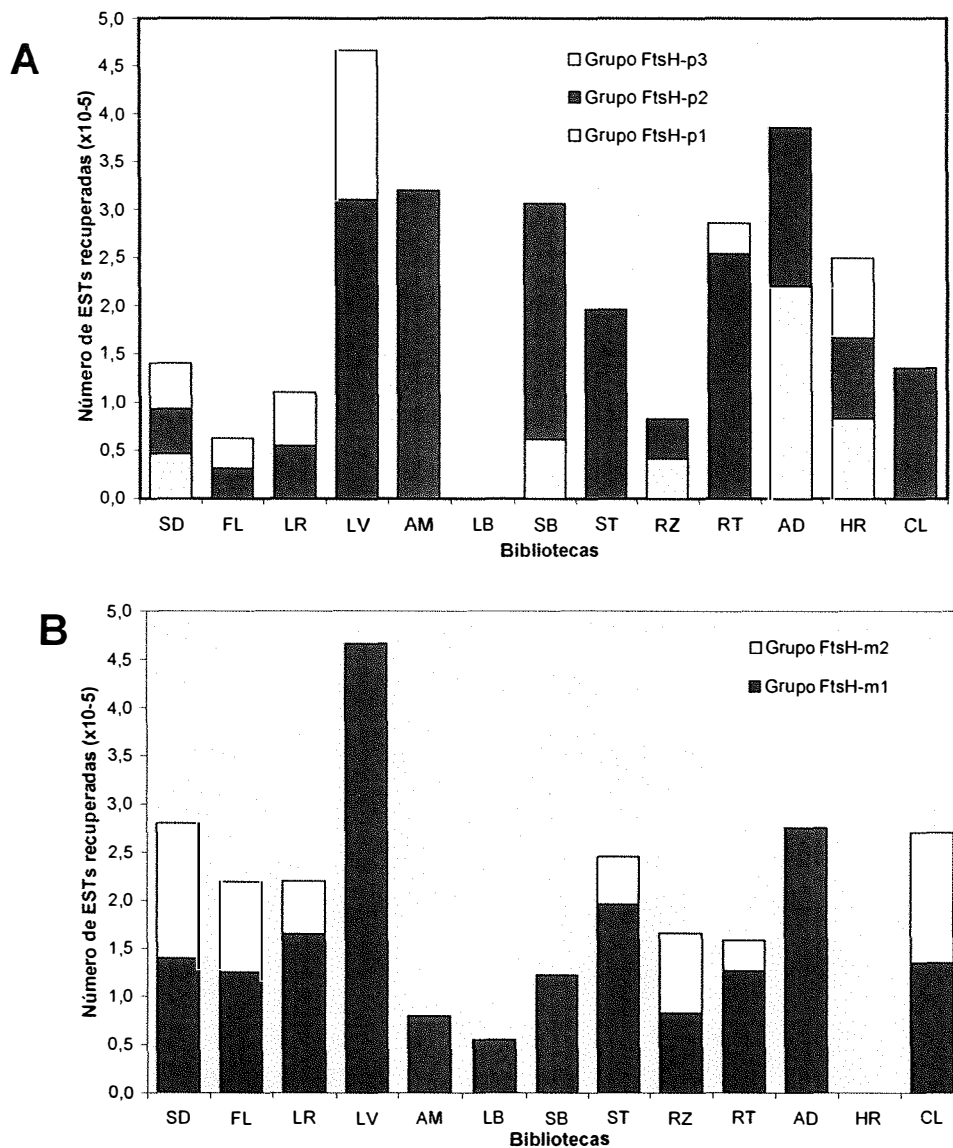 A
Número de ESTs recuperadas (x10-5)
5,0
4,5
4,0
3,5
3,0
2,5
2,0
1,5
1,0
0,5
0,0
Grupo FtsH-p3
Grupo FtsH-p2
Grupo FtsH-p1
SD FL LR LV AM LB SB ST RZ RT AD HR CL
Bibliotecas
B
Número de ESTs recuperadas (x10-5)
5,0
4,5
4,0
3,5
3,0
2,5
2,0
1,5
1,0
0,5
0,0
Grupo FtsH-m2
Grupo FtsH-m1
SD FL LR LV AM LB SB ST RZ RT AD HR CL
Bibliotecas